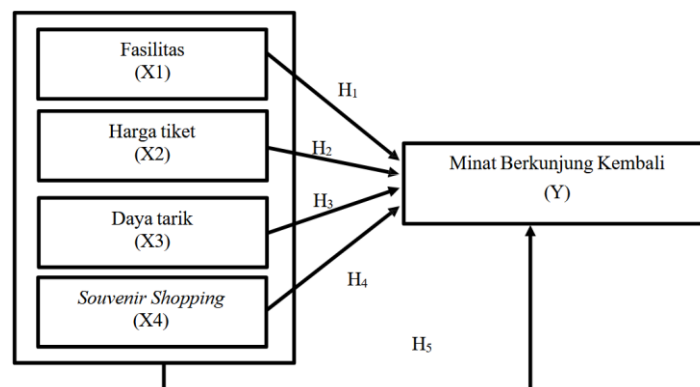 Fasilitas
(X1)
H1
Harga tiket
(X2)
H2
Minat Berkunjung Kembali
(Y)
Daya tarik
(X3)
H3
Souvenir Shopping
(X4)
H4
H5